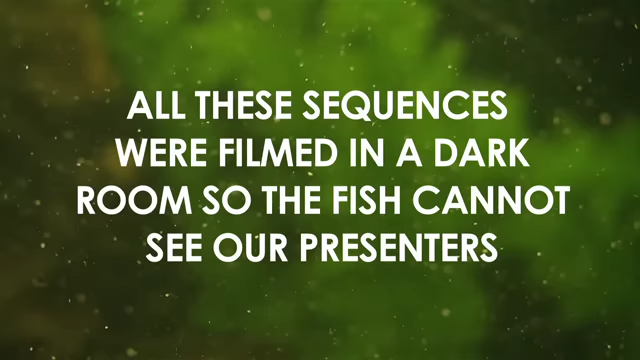 ALL THESE SEQUENCES
WERE FILMED IN A DARK
ROOM SO THE FISH CANNOT
SEE OUR PRESENTERS